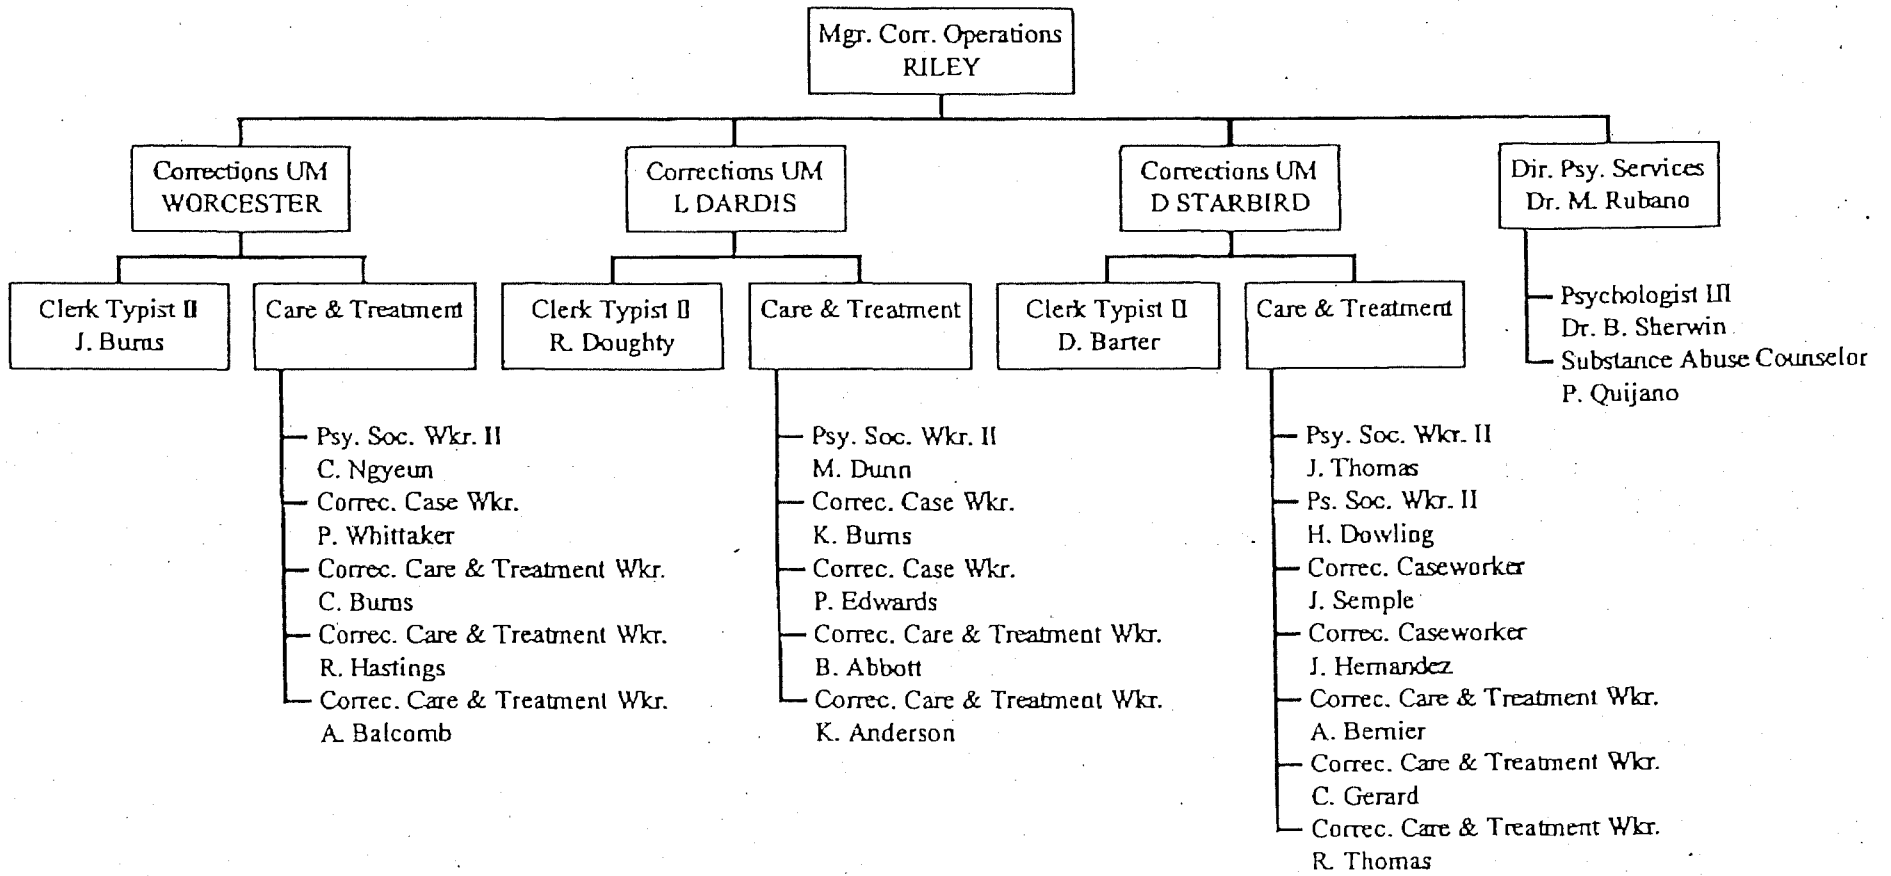 Mgr. Corr. Operations
RILEY
Corrections UM
WORCESTER
Clerk Typist II
J. Burns
Care & Treatment
Psy. Soc. Wkr. II
C. Ngyeun
Correc. Case Wkr.
P. Whittaker
Correc. Care & Treatment Wkr.
C. Burns
Correc. Care & Treatment Wkr.
R. Hastings
Correc. Care & Treatment Wkr.
A. Balcomb
Corrections UM
L DARDIS
Clerk Typist II
R. Doughty
Care & Treatment
Psy. Soc. Wkr. II
M. Dunn
Correc. Case Wkr.
K. Burns
Correc. Case Wkr.
P. Edwards
Correc. Care & Treatment Wkr.
B. Abbott
Correc. Care & Treatment Wkr.
K. Anderson
Corrections UM
D STARBIRD
Clerk Typist II
D. Barter
Care & Treatment
Psy. Soc. Wkr. II
J. Thomas
Ps. Soc. Wkr. II
H. Dowling
Correc. Caseworker
J. Semple
Correc. Caseworker
J. Hernandez
Correc. Care & Treatment Wkr.
A. Bernier
Correc. Care & Treatment Wkr.
C. Gerard
Correc. Care & Treatment Wkr.
R. Thomas
Dir. Psy. Services
Dr. M. Rubano
Psychologist III
Dr. B. Sherwin
Substance Abuse Counselor
P. Quijano